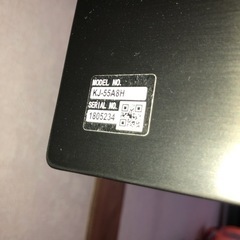 MODEL NO.
KJ-55A8H
SERIAL NO.
1805234